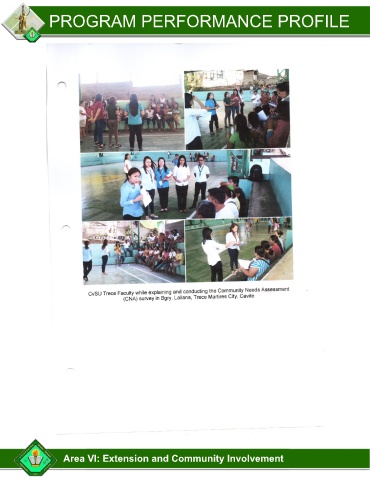 PROGRAM PERFORMANCE PROFILE
CvSU Trece Faculty while explaining and conducting the Community Needs Assessment
(CNA) survey in Bgry. Lallana, Trece Martires City, Cavite
Area VI: Extension and Community Involvement